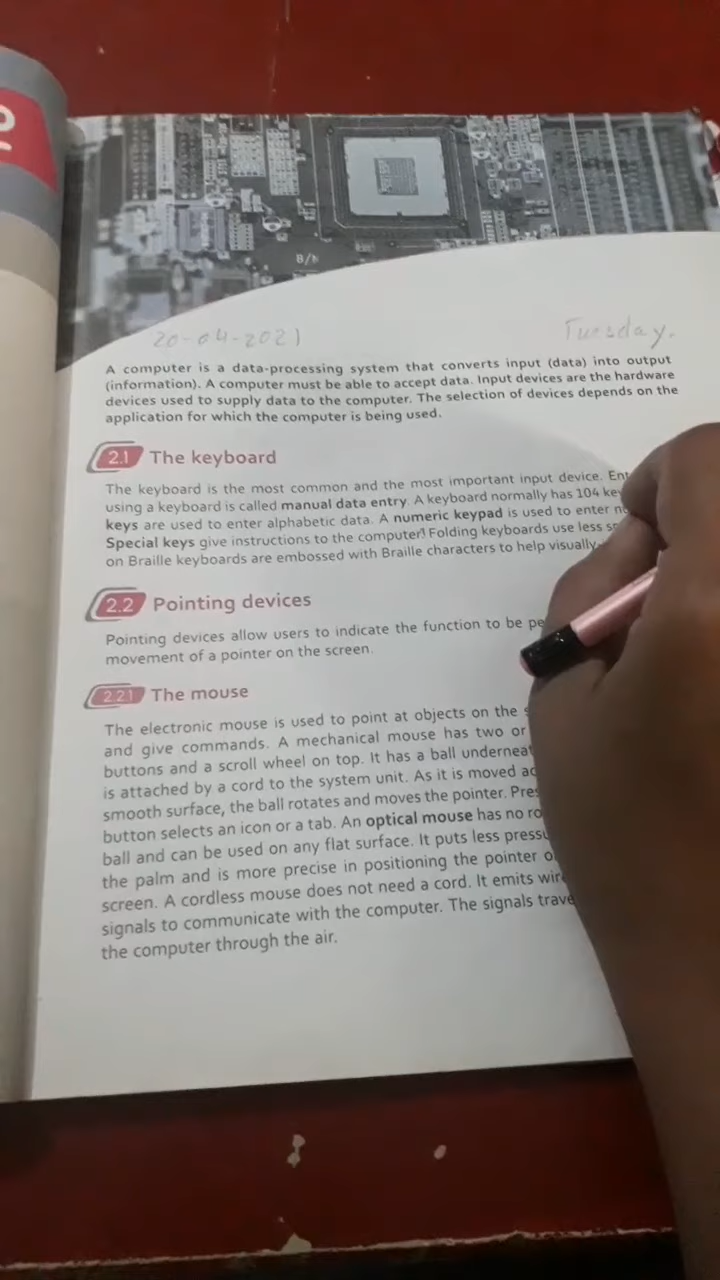 B/
20-04-2021 Tuesday.
A computer is a data-processing system that converts input (data) into output
(information). A computer must be able to accept data. Input devices are the hardware
devices used to supply data to the computer. The selection of devices depends on the
application for which the computer is being used.
2.1 The keyboard
The keyboard is the most common and the most important input device.
using a keyboard is called manual data entry. A keyboard normally has 104
keys are used to enter alphabetic data. A numeric keypad is used to enter
Special keys give instructions to the computer. Folding keyboards use less
on Braille keyboards are embossed with Braille characters to help visually
2.2 Pointing devices
Pointing devices allow users to indicate the function to be
movement of a pointer on the screen.
2.2.1 The mouse
The electronic mouse is used to point at objects on the
and give commands. A mechanical mouse has two or
buttons and a scroll wheel on top. It has a ball
is attached by a cord to the system unit. As it is moved
smooth surface, the ball rotates and moves the pointer.
button selects an icon or a tab. An optical mouse has no
ball and can be used on any flat surface. It puts less
the palm and is more precise in positioning the pointer
screen. A cordless mouse does not need a cord. It emits
signals to communicate with the computer. The signals
the computer through the air.